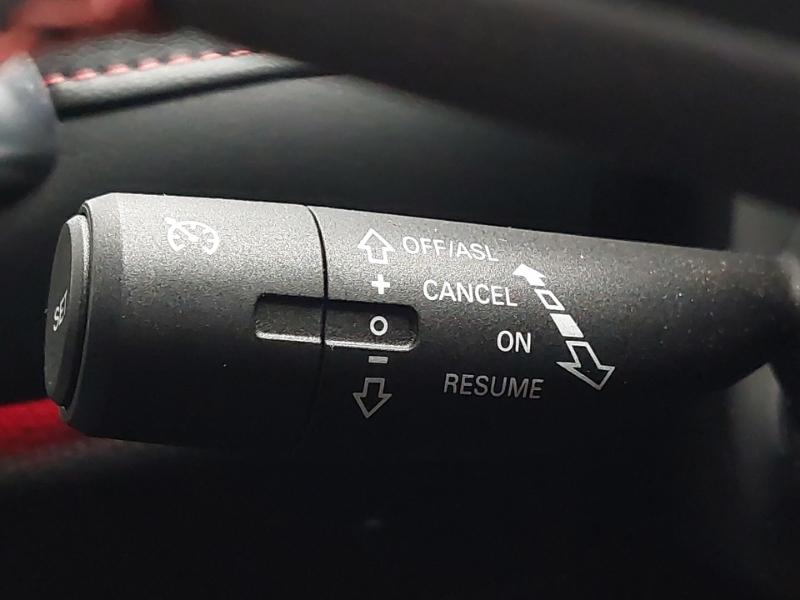 SET
OFF/ASL
+
CANCEL
O
ON
–
RESUME